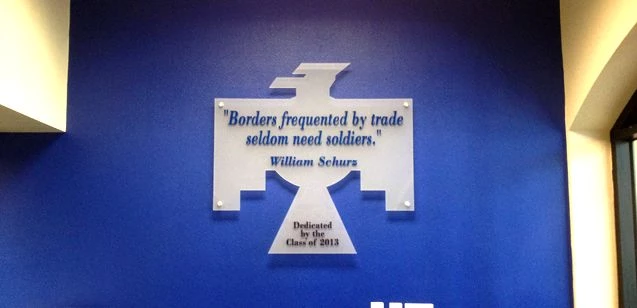 "Borders frequented by trade
seldom need soldiers."
William Schurz
Dedicated
by the
Class of 2013